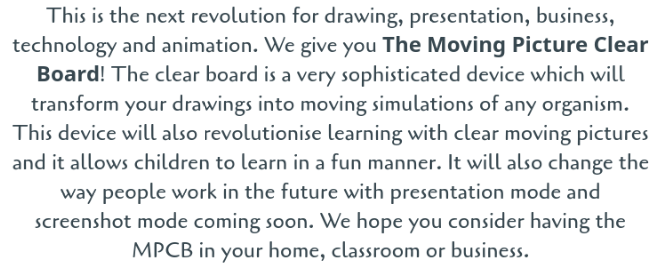 This is the next revolution for drawing, presentation, business,
technology and animation. We give you The Moving Picture Clear
Board! The clear board is a very sophisticated device which will
transform your drawings into moving simulations of any organism.
This device will also revolutionise learning with clear moving pictures
and it allows children to learn in a fun manner. It will also change the
way people work in the future with presentation mode and
screenshot mode coming soon. We hope you consider having the
MPCB in your home, classroom or business.